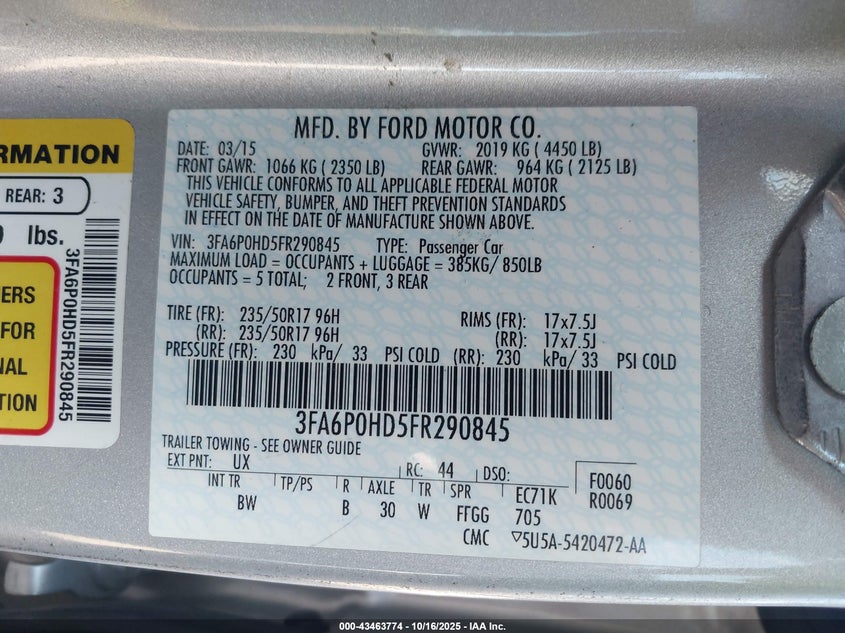 RMATION
REAR: 3
lbs.
ERS
FOR
NAL
TION
3FA6P0HD5FR290845
MFD. BY FORD MOTOR CO.
DATE: 03/15 GVWR: 2019 KG ( 4450 LB)
FRONT GAWR: 1066 KG ( 2350 LB) REAR GAWR: 964 KG ( 2125 LB)
THIS VEHICLE CONFORMS TO ALL APPLICABLE FEDERAL MOTOR
VEHICLE SAFETY, BUMPER, AND THEFT PREVENTION STANDARDS
IN EFFECT ON THE DATE OF MANUFACTURE SHOWN ABOVE.
VIN: 3FA6P0HD5FR290845 TYPE: Passenger Car
MAXIMUM LOAD = OCCUPANTS + LUGGAGE = 385KG/ 850LB
OCCUPANTS = 5 TOTAL; 2 FRONT, 3 REAR
TIRE (FR): 235/50R17 96H RIMS (FR): 17x7.5J
(RR): 235/50R17 96H (RR): 17x7.5J
PRESSURE (FR): 230 kPa/ 33 PSI COLD (RR): 230 kPa/ 33 PSI COLD
3FA6P0HD5FR290845
TRAILER TOWING - SEE OWNER GUIDE
EXT PNT: UX RC: 44 DSO: F0060
INT TR TP/PS R AXLE TR SPR EC71K R0069
BW B 30 W FFGG 705
CMC ▽5U5A-5420472-AA
000-43463774 - 10/16/2025 - IAA Inc.